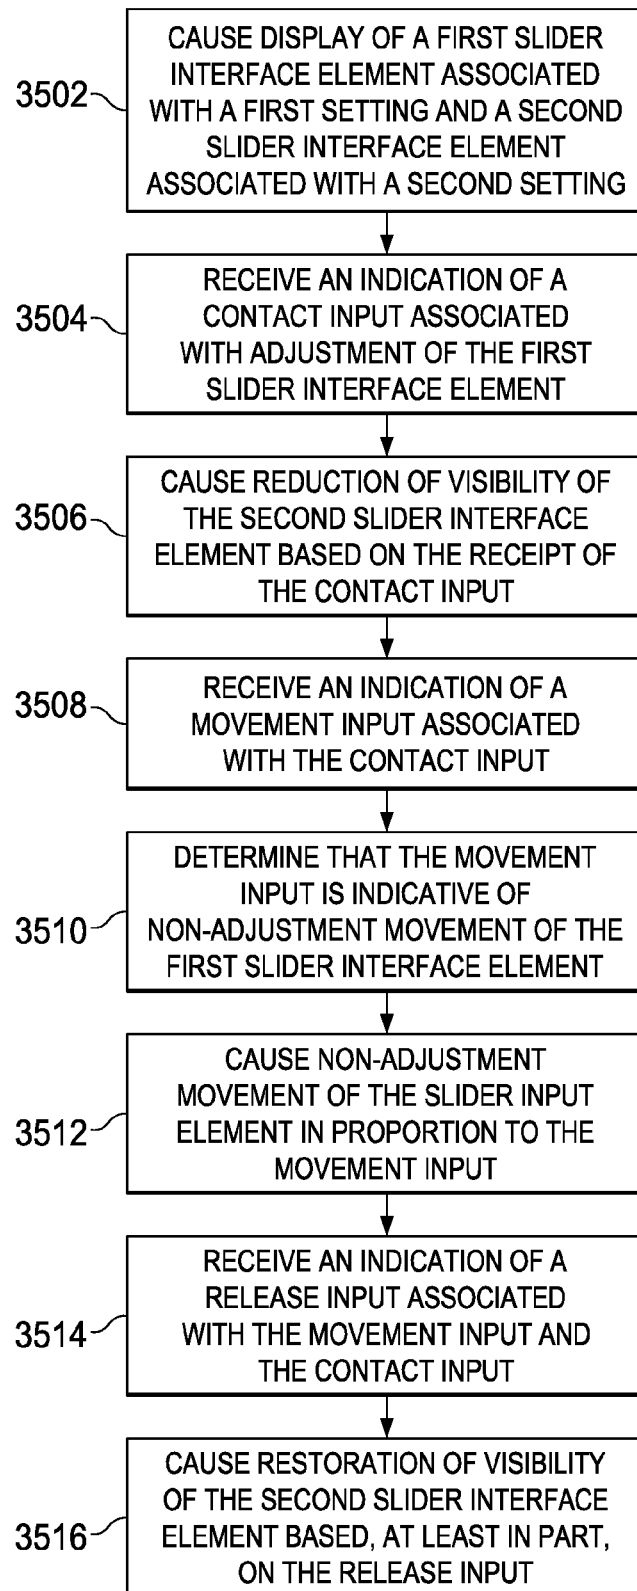 3502
CAUSE DISPLAY OF A FIRST SLIDER
INTERFACE ELEMENT ASSOCIATED
WITH A FIRST SETTING AND A SECOND
SLIDER INTERFACE ELEMENT
ASSOCIATED WITH A SECOND SETTING
3504
RECEIVE AN INDICATION OF A
CONTACT INPUT ASSOCIATED
WITH ADJUSTMENT OF THE FIRST
SLIDER INTERFACE ELEMENT
3506
CAUSE REDUCTION OF VISIBILITY OF
THE SECOND SLIDER INTERFACE
ELEMENT BASED ON THE RECEIPT OF
THE CONTACT INPUT
3508
RECEIVE AN INDICATION OF A
MOVEMENT INPUT ASSOCIATED
WITH THE CONTACT INPUT
3510
DETERMINE THAT THE MOVEMENT
INPUT IS INDICATIVE OF
NON-ADJUSTMENT MOVEMENT OF THE
FIRST SLIDER INTERFACE ELEMENT
3512
CAUSE NON-ADJUSTMENT
MOVEMENT OF THE SLIDER INPUT
ELEMENT IN PROPORTION TO THE
MOVEMENT INPUT
3514
RECEIVE AN INDICATION OF A
RELEASE INPUT ASSOCIATED
WITH THE MOVEMENT INPUT AND
THE CONTACT INPUT
3516
CAUSE RESTORATION OF VISIBILITY
OF THE SECOND SLIDER INTERFACE
ELEMENT BASED, AT LEAST IN PART,
ON THE RELEASE INPUT